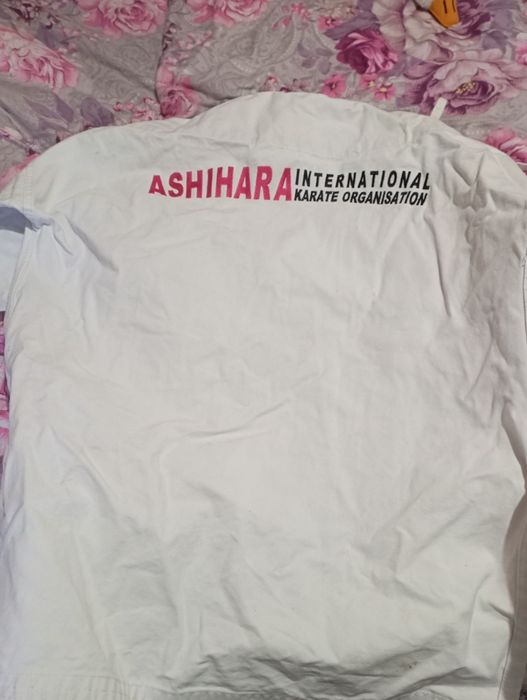 ASHIHARA INTERNATIONAL
KARATE ORGANISATION